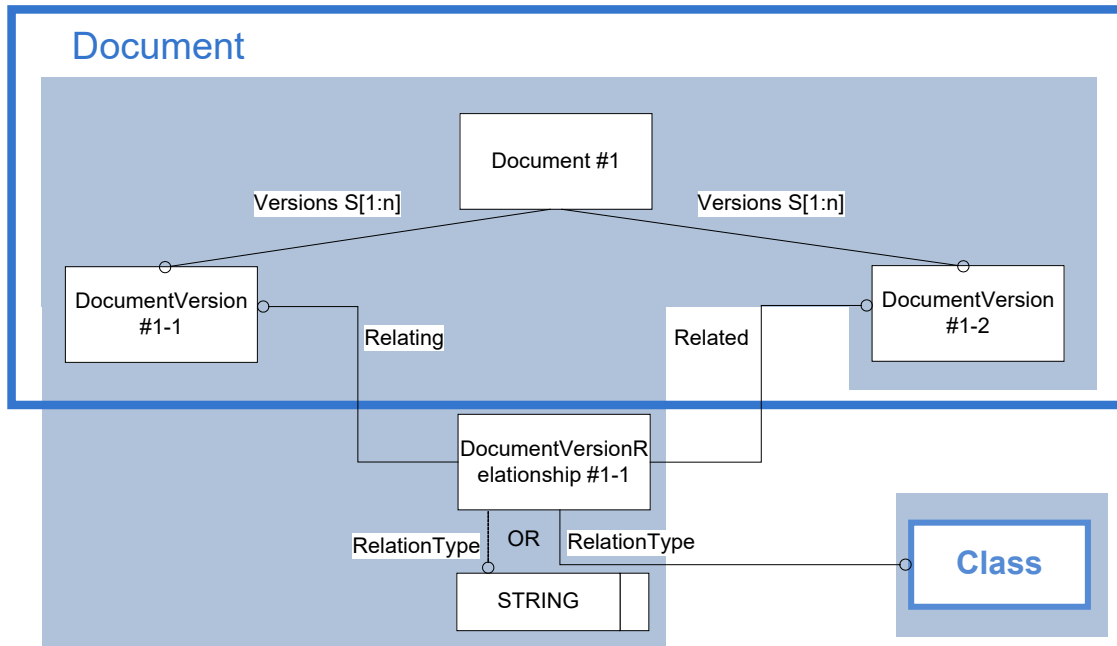 Document
Document #1
Versions S[1:n]
Versions S[1:n]
DocumentVersion
#1-1
DocumentVersion
#1-2
Relating
Related
DocumentVersionR
elationship #1-1
RelationType
OR
RelationType
Class
STRING